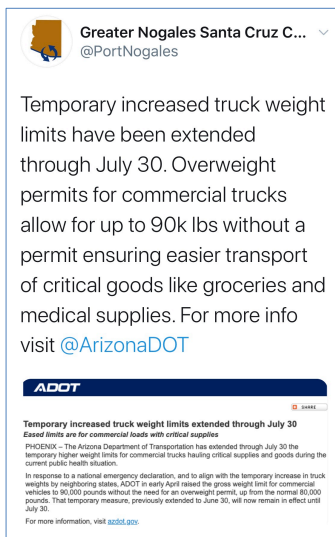 Greater Nogales Santa Cruz C...
@PortNogales
Temporary increased truck weight
limits have been extended
through July 30. Overweight
permits for commercial trucks
allow for up to 90k lbs without a
permit ensuring easier transport
of critical goods like groceries and
medical supplies. For more info
visit @ArizonaDOT
ADOT
SHARE
Temporary increased truck weight limits extended through July 30
Eased limits are for commercial loads with critical supplies
PHOENIX – The Arizona Department of Transportation has extended through July 30 the
temporary higher weight limits for commercial trucks hauling critical supplies and goods during the
current public health situation.
In response to a national emergency declaration, and to align with the temporary increase in truck
weights by neighboring states, ADOT in early April raised the gross weight limit for commercial
vehicles to 90,000 pounds without the need for an overweight permit, up from the normal 80,000
pounds. That temporary measure, previously extended to June 30, will now remain in effect until
July 30.
For more information, visit azdot.gov.